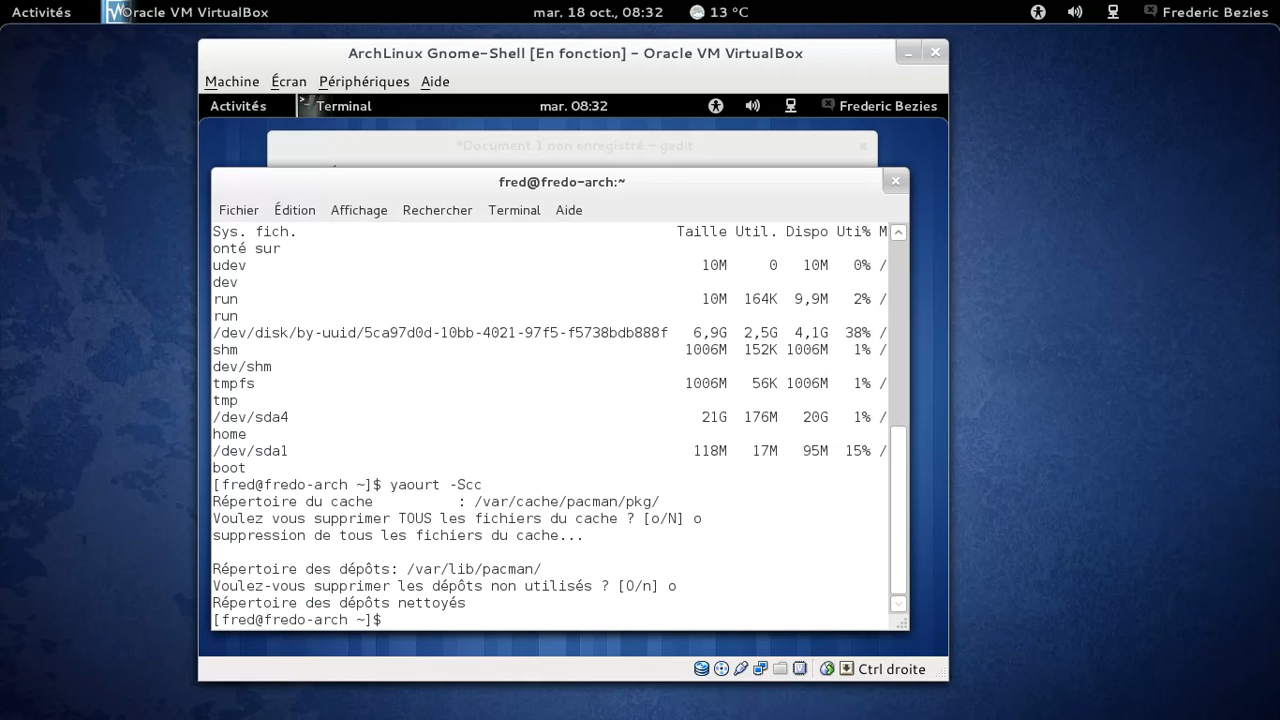 Activités Oracle VM VirtualBox mar. 18 oct., 08:32 13 °C Frederic Bezies
ArchLinux Gnome-Shell [En fonction] - Oracle VM VirtualBox
Machine Écran Périphériques Aide
Activités Terminal mar. 08:32 Frederic Bezies
*Document 1 non enregistré - gedit
fred@fredo-arch:~
Fichier Édition Affichage Rechercher Terminal Aide
Sys. fich. Taille Util. Dispo Uti% M
onté sur
udev 10M 0 10M 0% /
dev
run 10M 164K 9,9M 2% /
run
/dev/disk/by-uuid/5ca97d0d-10bb-4021-97f5-f5738bdb888f 6,9G 2,5G 4,1G 38% /
shm 1006M 152K 1006M 1% /
dev/shm
tmpfs 1006M 56K 1006M 1% /
tmp
/dev/sda4 21G 176M 20G 1% /
home
/dev/sda1 118M 17M 95M 15% /
boot
[fred@fredo-arch ~]$ yaourt -Scc
Répertoire du cache : /var/cache/pacman/pkg/
Voulez vous supprimer TOUS les fichiers du cache ? [o/N] o
suppression de tous les fichiers du cache...
Répertoire des dépôts: /var/lib/pacman/
Voulez-vous supprimer les dépôts non utilisés ? [O/n] o
Répertoire des dépôts nettoyés
[fred@fredo-arch ~]$
Ctrl droite